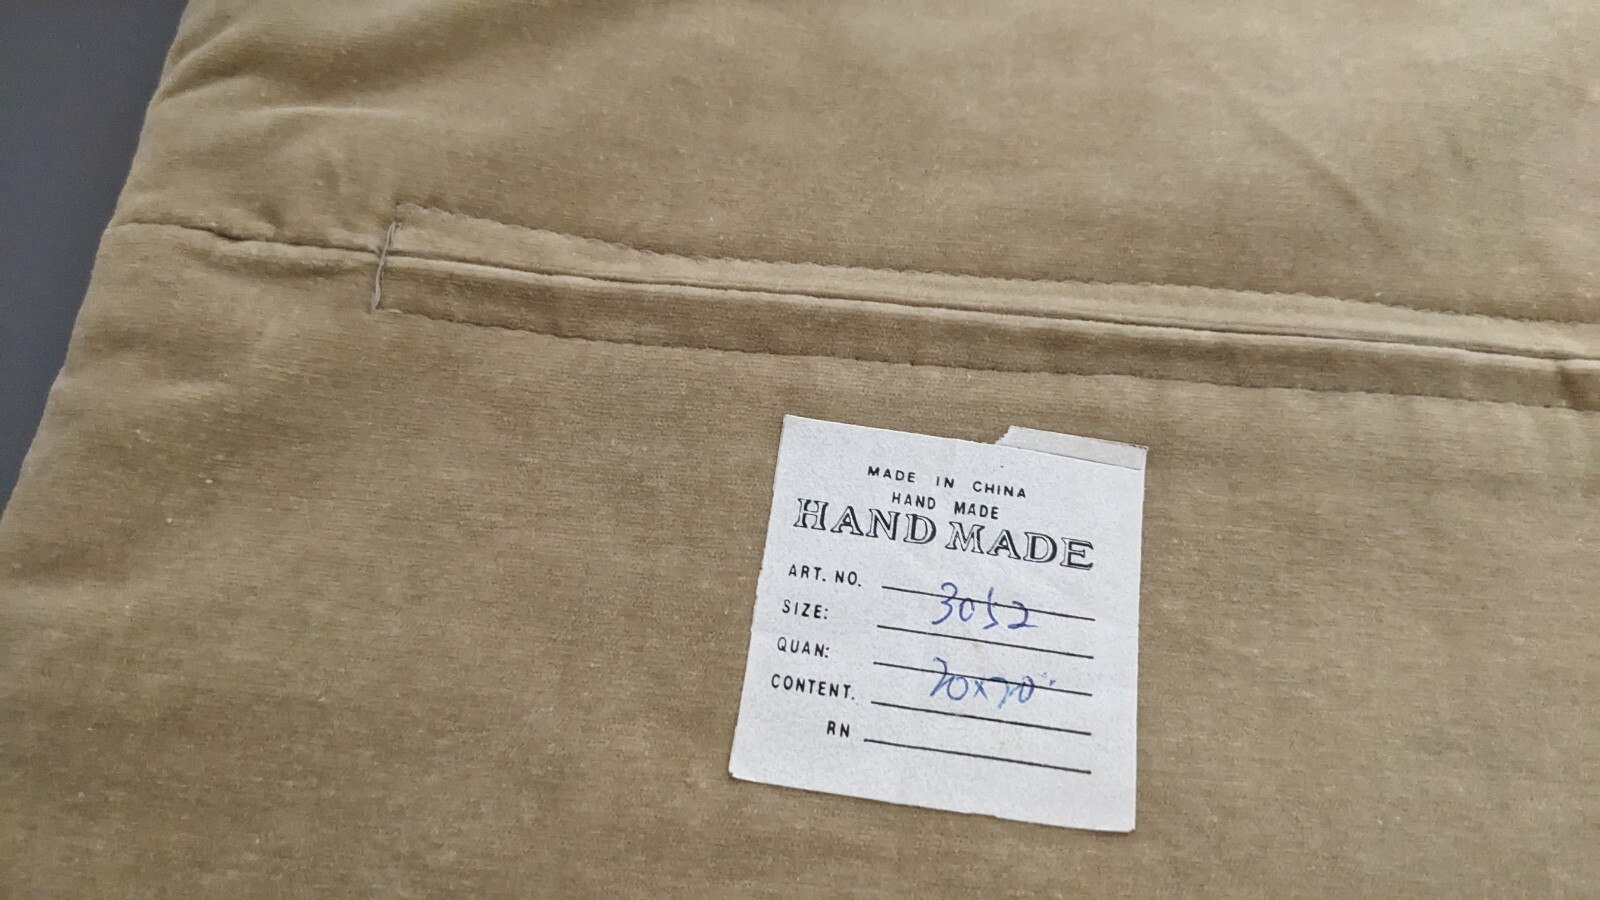 MADE IN CHINA
HAND MADE
HAND MADE
ART. NO. 3052
SIZE:
QUAN: 20x20"
CONTENT.
RN